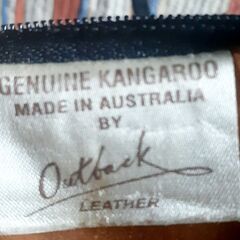 GENUINE KANGAROO
MADE IN AUSTRALIA
BY
Outback
LEATHER